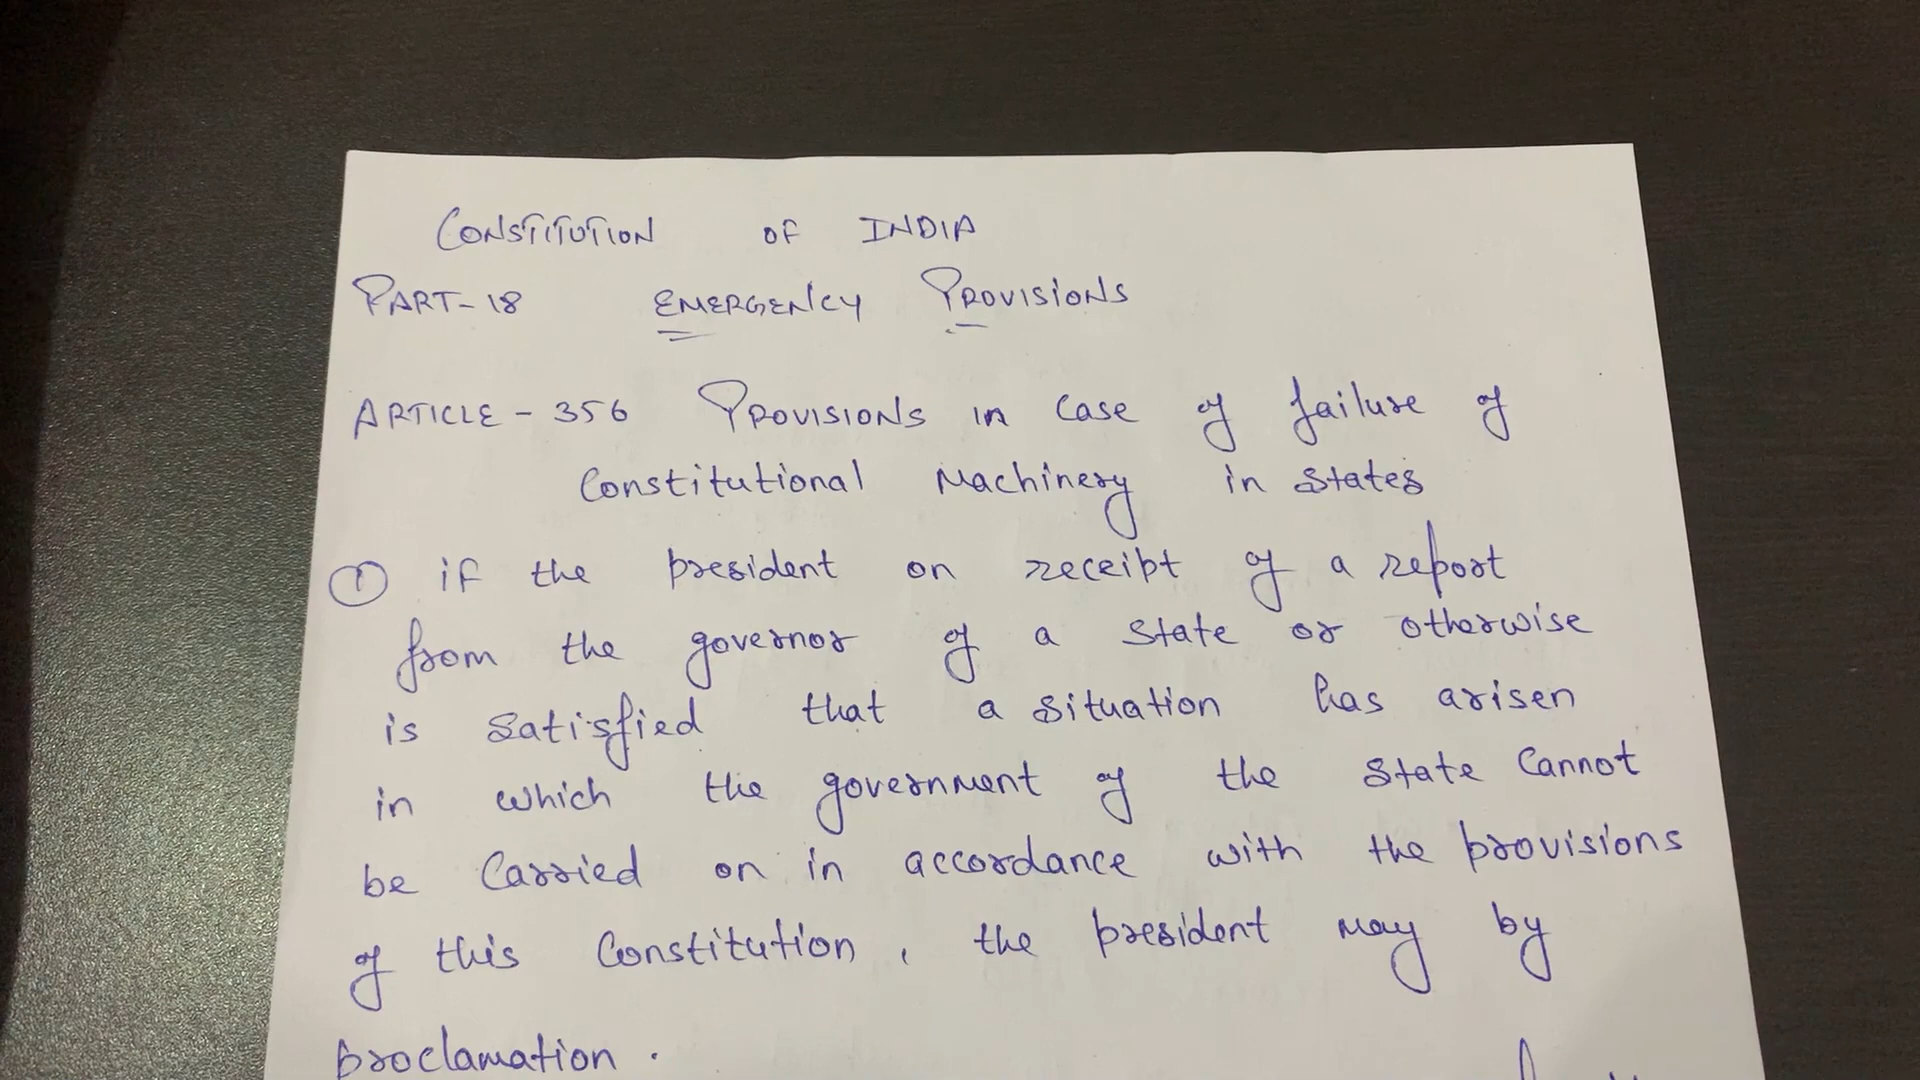 CONSTITUTION OF INDIA
PART-18 EMERGENCY PROVISIONS
ARTICLE - 356 PROVISIONS in Case of failure of
Constitutional Machinery in states
① if the president on receipt of a report
from the governor of a state or otherwise
is satisfied that a situation has arisen
in which the government of the state Cannot
be Carried on in accordance with the provisions
of this Constitution, the president may by
proclamation.